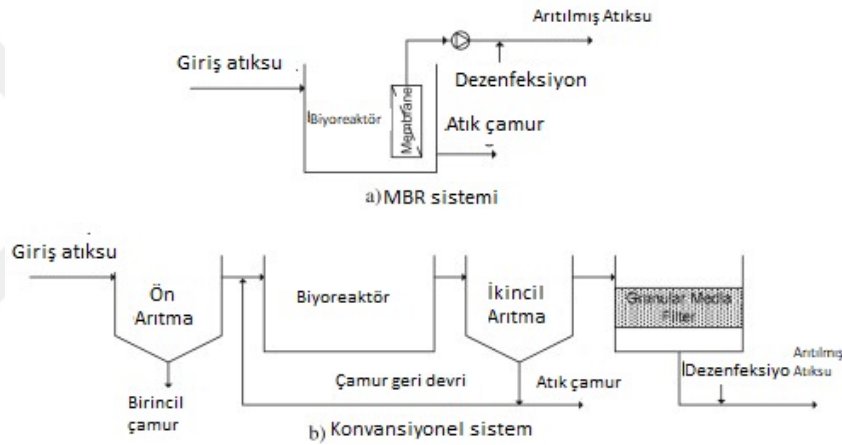 Arıtılmış Atıksu
Giriş atıksu
Dezenfeksiyon
Biyoreaktör
Membrane
Atık çamur
a) MBR sistemi
Giriş atıksu
Ön
Arıtma
Biyoreaktör
İkincil
Arıtma
Granular Media
Filter
Arıtılmış
Atıksu
Dezenfeksiyo
Çamur geri devri
Atık çamur
Birincil
çamur
b) Konvansiyonel sistem